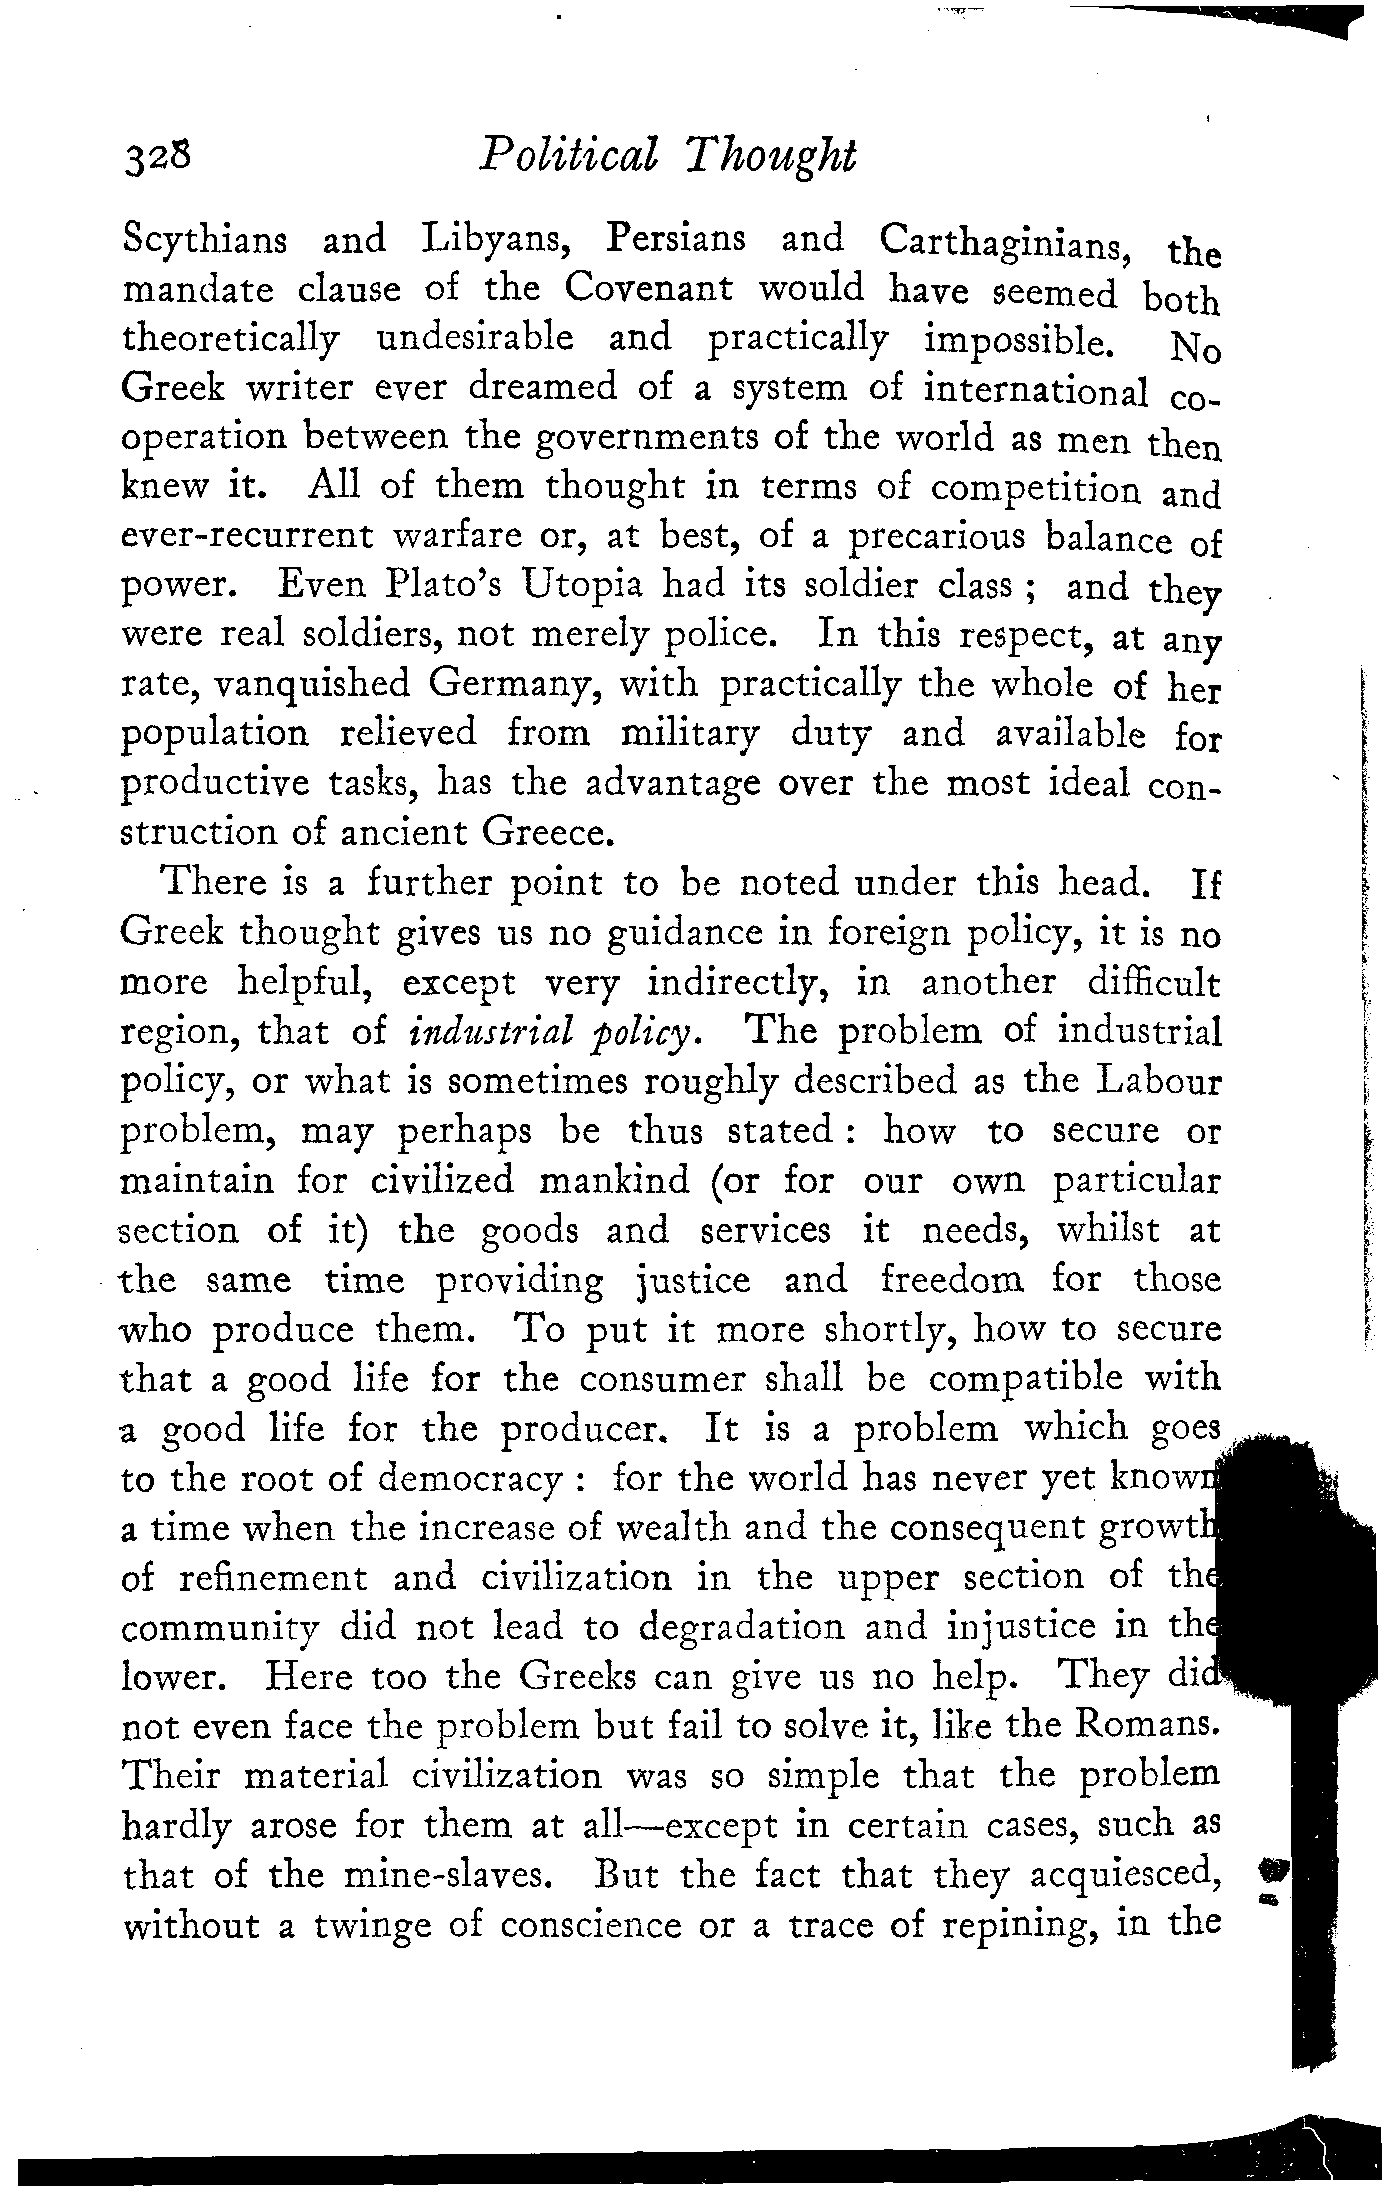 328 Political Thought
Scythians and Libyans, Persians and Carthaginians, the
mandate clause of the Covenant would have seemed both
theoretically undesirable and practically impossible. No
Greek writer ever dreamed of a system of international co-
operation between the governments of the world as men then
knew it. All of them thought in terms of competition and
ever-recurrent warfare or, at best, of a precarious balance of
power. Even Plato's Utopia had its soldier class ; and they
were real soldiers, not merely police. In this respect, at any
rate, vanquished Germany, with practically the whole of her
population relieved from military duty and available for
productive tasks, has the advantage over the most ideal con-
struction of ancient Greece.
There is a further point to be noted under this head. If
Greek thought gives us no guidance in foreign policy, it is no
more helpful, except very indirectly, in another difficult
region, that of industrial policy. The problem of industrial
policy, or what is sometimes roughly described as the Labour
problem, may perhaps be thus stated : how to secure or
maintain for civilized mankind (or for our own particular
section of it) the goods and services it needs, whilst at
the same time providing justice and freedom for those
who produce them. To put it more shortly, how to secure
that a good life for the consumer shall be compatible with
a good life for the producer. It is a problem which goes
to the root of democracy : for the world has never yet known
a time when the increase of wealth and the consequent growth
of refinement and civilization in the upper section of the
community did not lead to degradation and injustice in the
lower. Here too the Greeks can give us no help. They did
not even face the problem but fail to solve it, like the Romans.
Their material civilization was so simple that the problem
hardly arose for them at all—except in certain cases, such as
that of the mine-slaves. But the fact that they acquiesced,
without a twinge of conscience or a trace of repining, in the